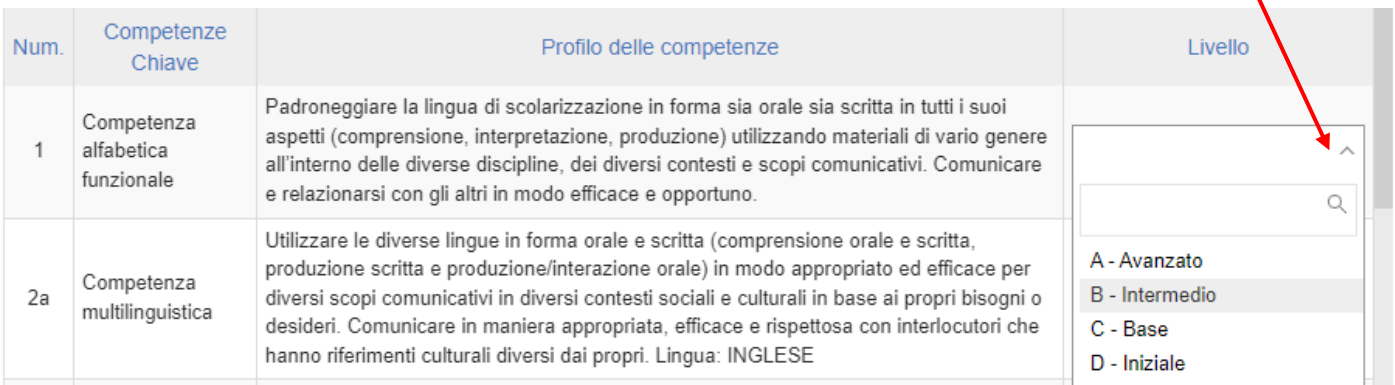 Num.
Competenze
Chiave
Profilo delle competenze
Livello
1
Competenza
alfabetica
funzionale
Padroneggiare la lingua di scolarizzazione in forma sia orale sia scritta in tutti i suoi
aspetti (comprensione, interpretazione, produzione) utilizzando materiali di vario genere
all'interno delle diverse discipline, dei diversi contesti e scopi comunicativi. Comunicare
e relazionarsi con gli altri in modo efficace e opportuno.
2a
Competenza
multilinguistica
Utilizzare le diverse lingue in forma orale e scritta (comprensione orale e scritta,
produzione scritta e produzione/interazione orale) in modo appropriato ed efficace per
diversi scopi comunicativi in diversi contesti sociali e culturali in base ai propri bisogni o
desideri. Comunicare in maniera appropriata, efficace e rispettosa con interlocutori che
hanno riferimenti culturali diversi dai propri. Lingua: INGLESE
A - Avanzato
B - Intermedio
C - Base
D - Iniziale